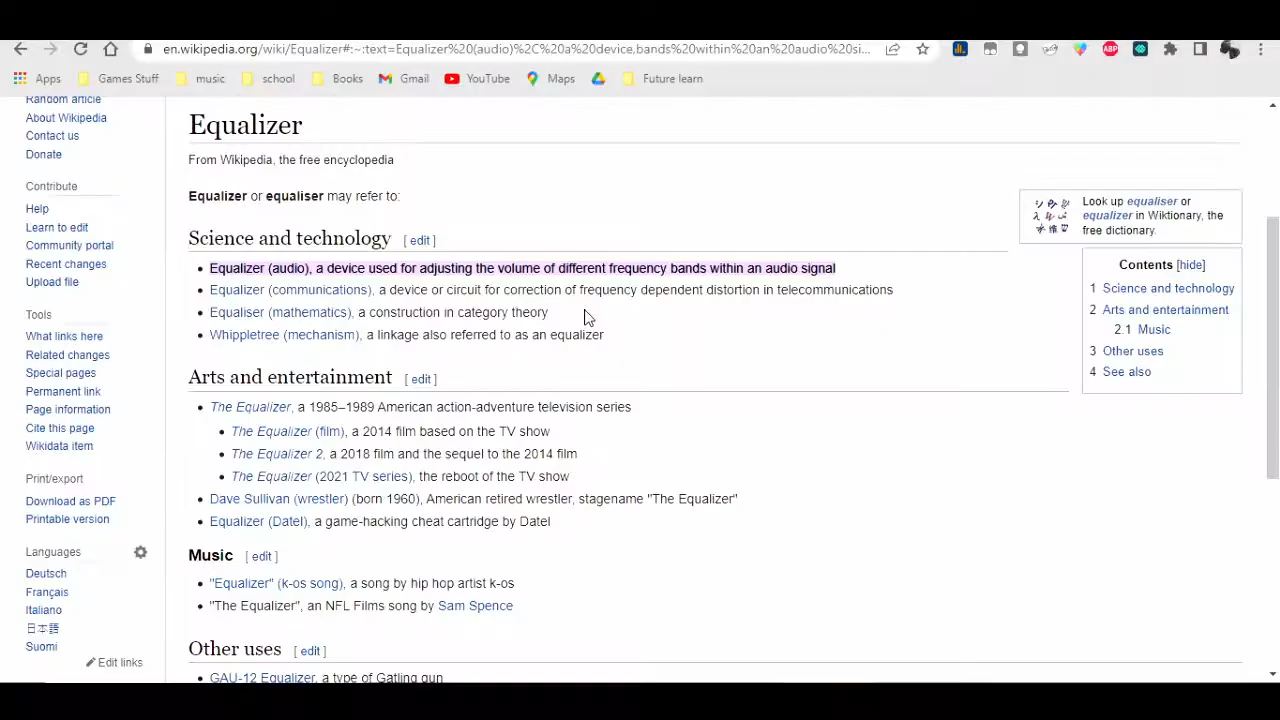 en.wikipedia.org/wiki/Equalizer#:~:text=Equalizer%20(audio)%2C%20a%20device,bands%20within%20an%20audio%20si...
Apps Games Stuff music school Books Gmail YouTube Maps Future learn
Random article
About Wikipedia
Contact us
Donate
Contribute
Help
Learn to edit
Community portal
Recent changes
Upload file
Tools
What links here
Related changes
Special pages
Permanent link
Page information
Cite this page
Wikidata item
Print/export
Download as PDF
Printable version
Languages
Deutsch
Français
Italiano
日本語
Suomi
Edit links
Equalizer
From Wikipedia, the free encyclopedia
Equalizer or equaliser may refer to:
Science and technology [ edit ]
Equalizer (audio), a device used for adjusting the volume of different frequency bands within an audio signal
Equalizer (communications), a device or circuit for correction of frequency dependent distortion in telecommunications
Equaliser (mathematics), a construction in category theory
Whippletree (mechanism), a linkage also referred to as an equalizer
Arts and entertainment [ edit ]
The Equalizer, a 1985–1989 American action-adventure television series
The Equalizer (film), a 2014 film based on the TV show
The Equalizer 2, a 2018 film and the sequel to the 2014 film
The Equalizer (2021 TV series), the reboot of the TV show
Dave Sullivan (wrestler) (born 1960), American retired wrestler, stagename "The Equalizer"
Equalizer (Datel), a game-hacking cheat cartridge by Datel
Music [ edit ]
"Equalizer" (k-os song), a song by hip hop artist k-os
"The Equalizer", an NFL Films song by Sam Spence
Other uses [ edit ]
GAU-12 Equalizer, a type of Gatling gun
Look up equaliser or
equalizer in Wiktionary, the
free dictionary.
Contents [hide]
1 Science and technology
2 Arts and entertainment
2.1 Music
3 Other uses
4 See also
ABP